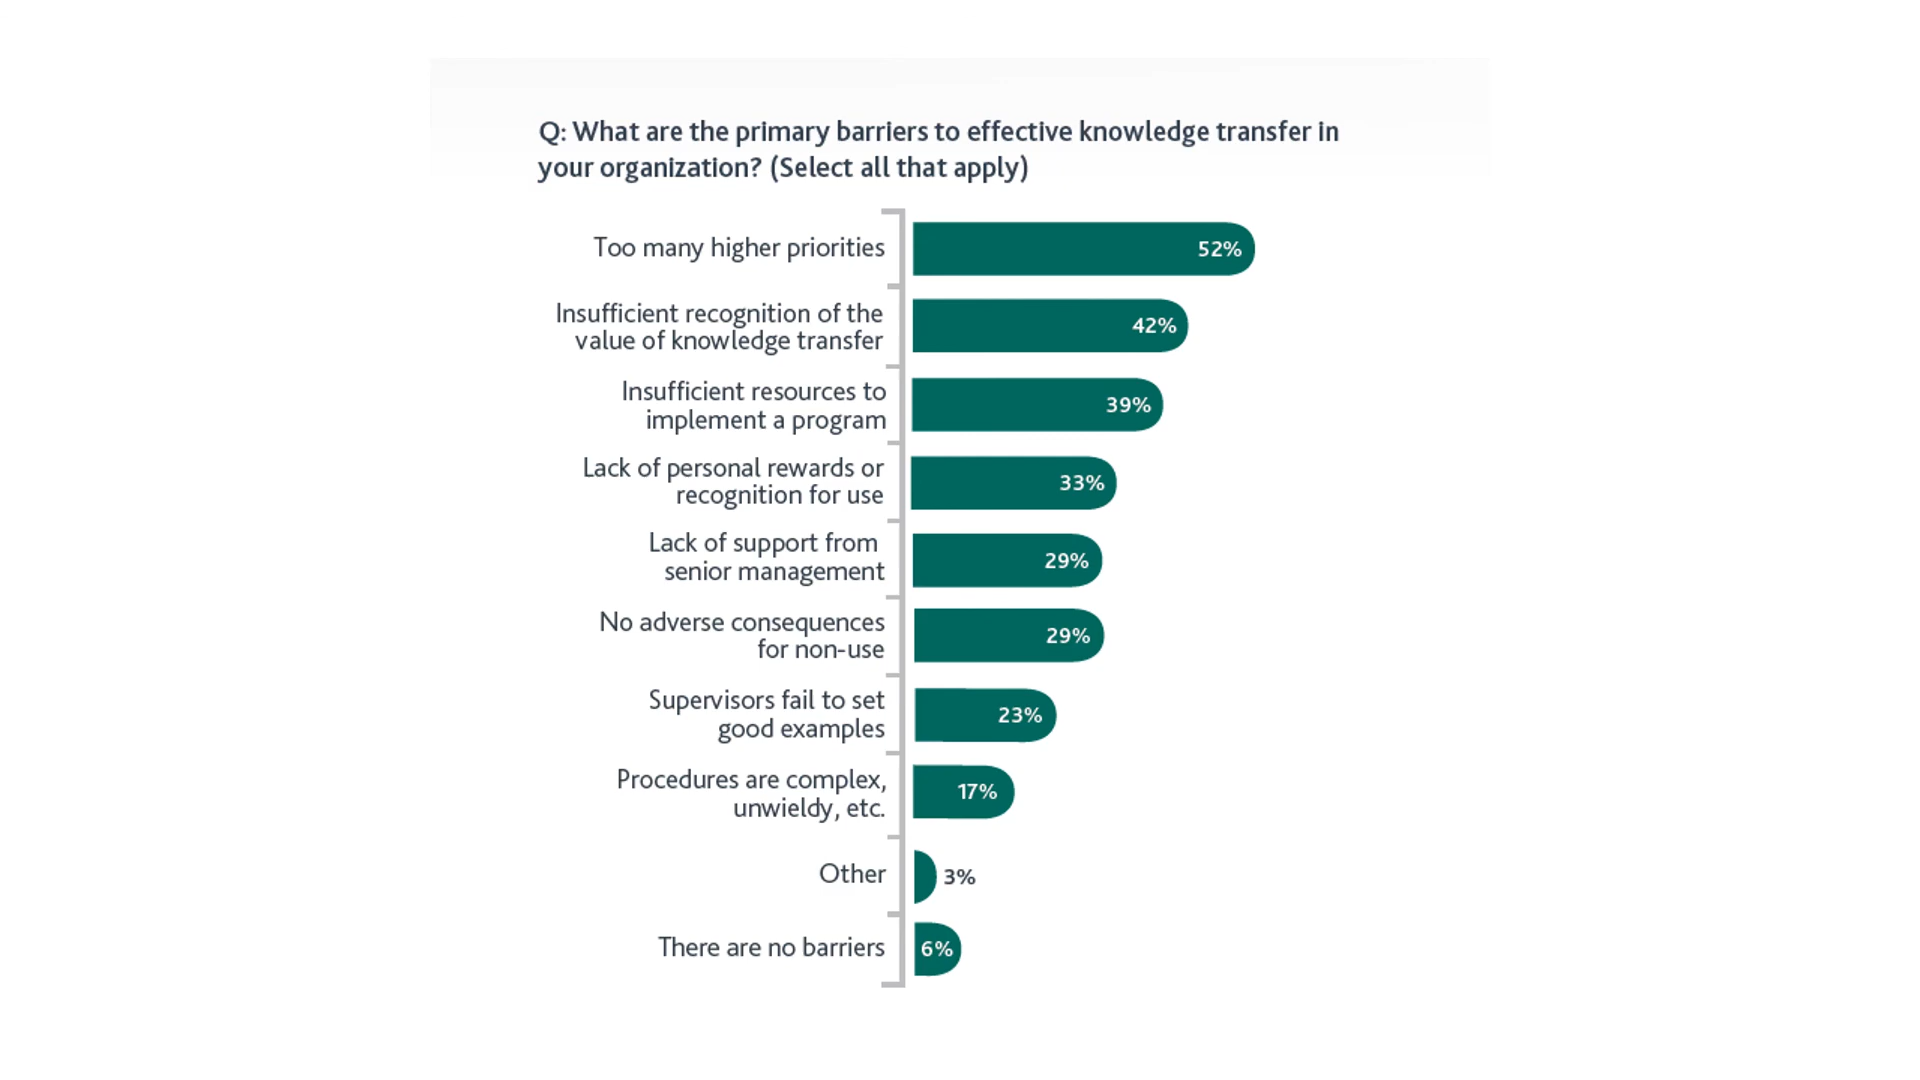 Q: What are the primary barriers to effective knowledge transfer in
your organization? (Select all that apply)
Too many higher priorities
52%
Insufficient recognition of the
value of knowledge transfer
42%
Insufficient resources to
implement a program
39%
Lack of personal rewards or
recognition for use
33%
Lack of support from
senior management
29%
No adverse consequences
for non-use
29%
Supervisors fail to set
good examples
23%
Procedures are complex,
unwieldy, etc.
17%
Other
3%
There are no barriers
6%